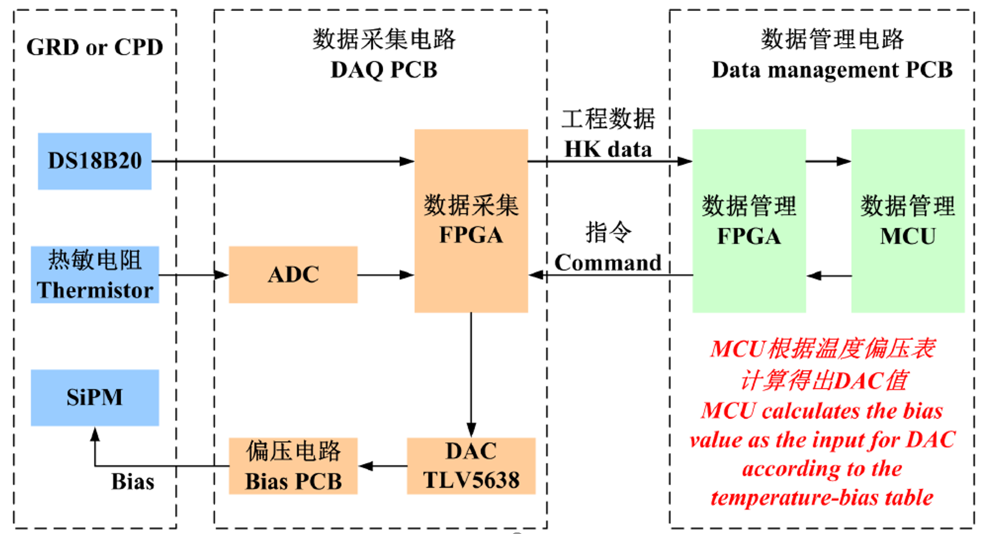 GRD or CPD
DS18B20
热敏电阻
Thermistor
SiPM
Bias
数据采集电路
DAQ PCB
数据采集
FPGA
ADC
偏压电路
Bias PCB
DAC
TLV5638
工程数据
HK data
指令
Command
数据管理电路
Data management PCB
数据管理
FPGA
数据管理
MCU
MCU根据温度偏压表
计算得出DAC值
MCU calculates the bias
value as the input for DAC
according to the
temperature-bias table